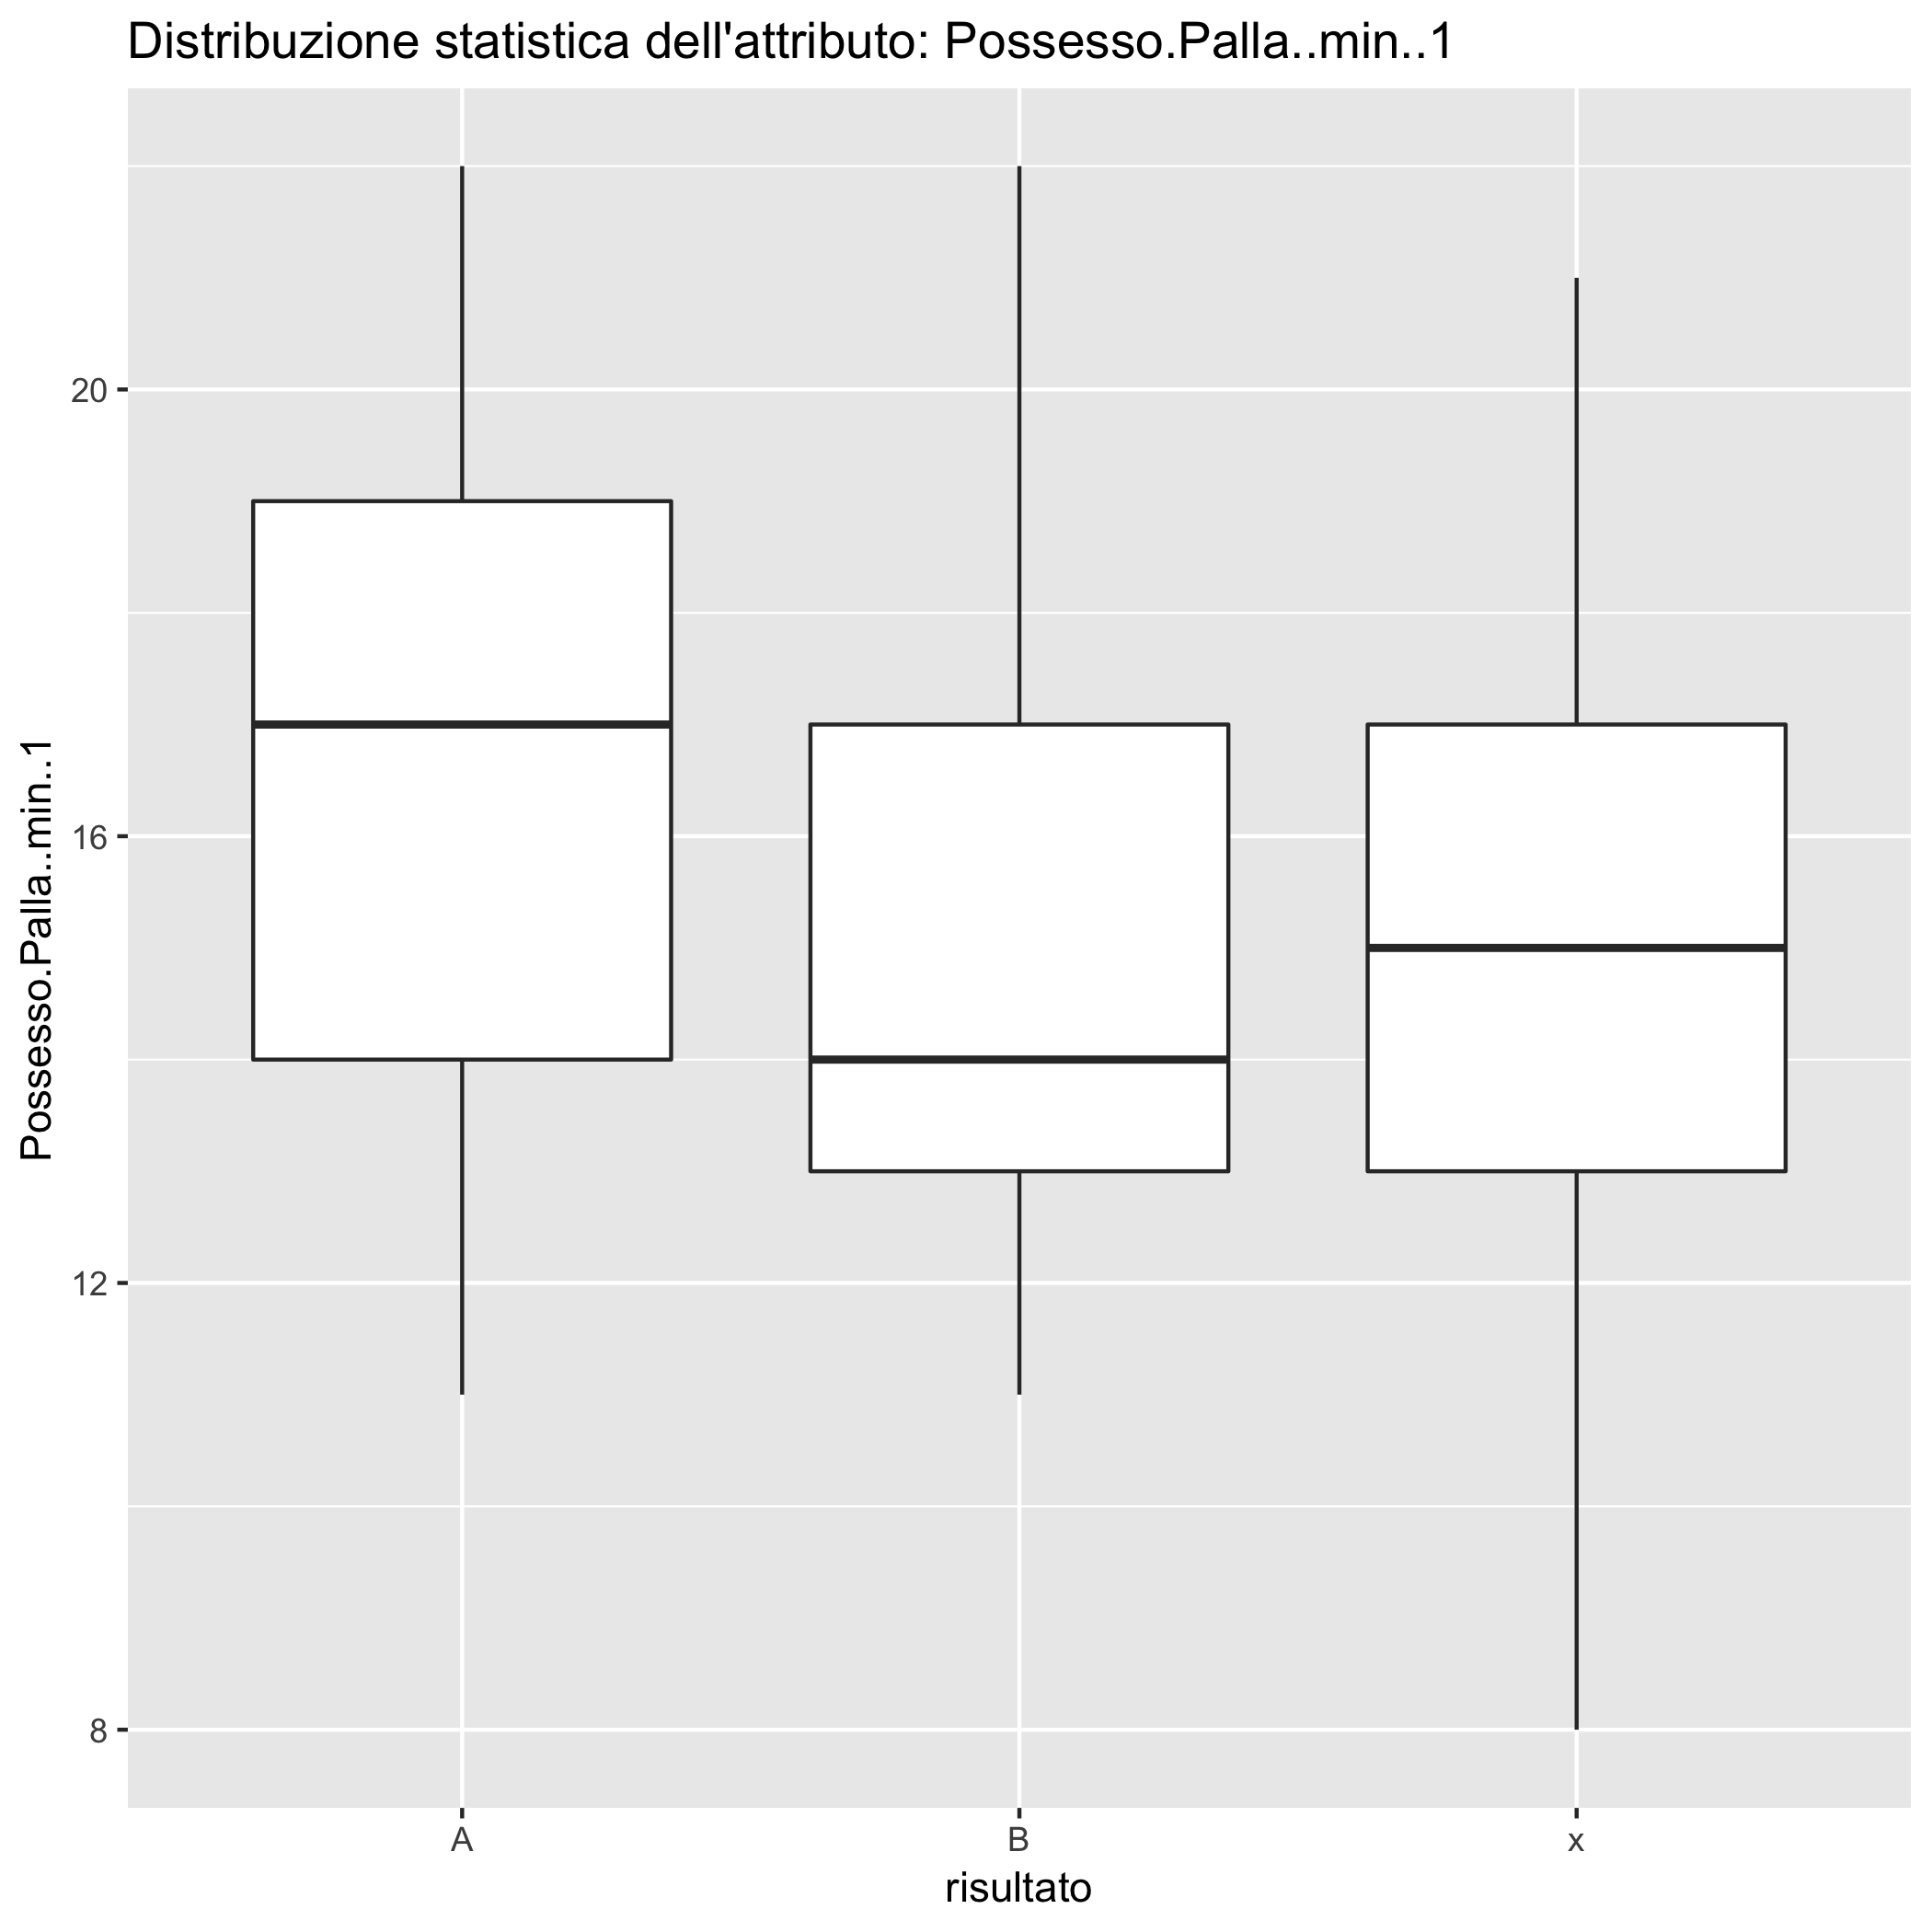 Distribuzione statistica dell'attributo: Possesso.Palla..min..1
Possesso.Palla..min..1
20
16
12
8
A
B
x
risultato